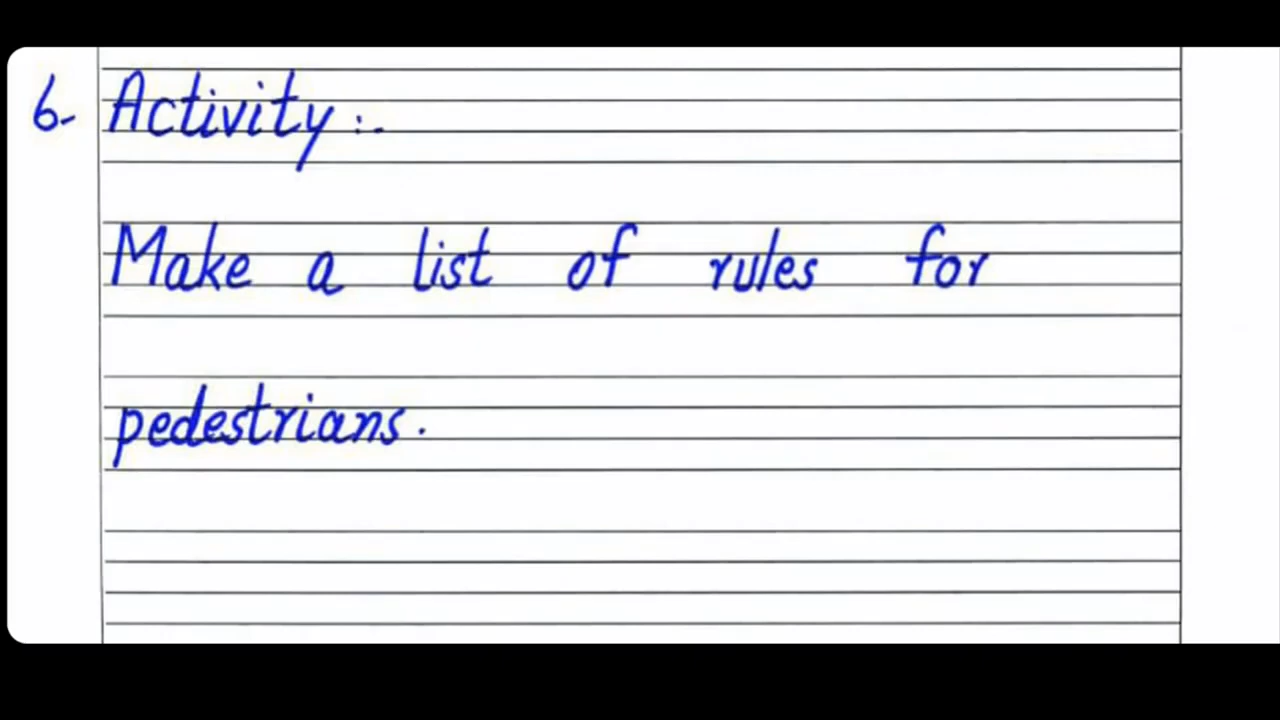 6- Activity :-
Make a list of rules for
pedestrians.